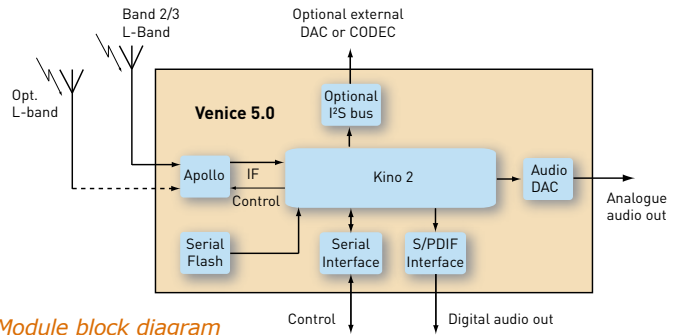 Band 2/3
L-Band
Optional external
DAC or CODEC
Opt.
L-band
Venice 5.0
Optional
I²S bus
Apollo
IF
Control
Kino 2
Audio
DAC
Analogue
audio out
Serial
Flash
Serial
Interface
S/PDIF
Interface
Control
Digital audio out
Module block diagram